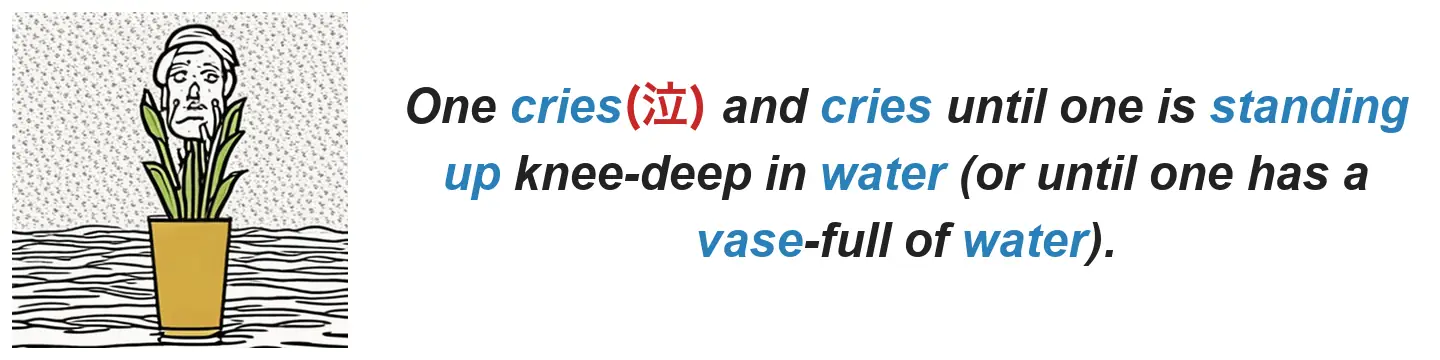 One cries(泣) and cries until one is standing
up knee-deep in water (or until one has a
vase-full of water).